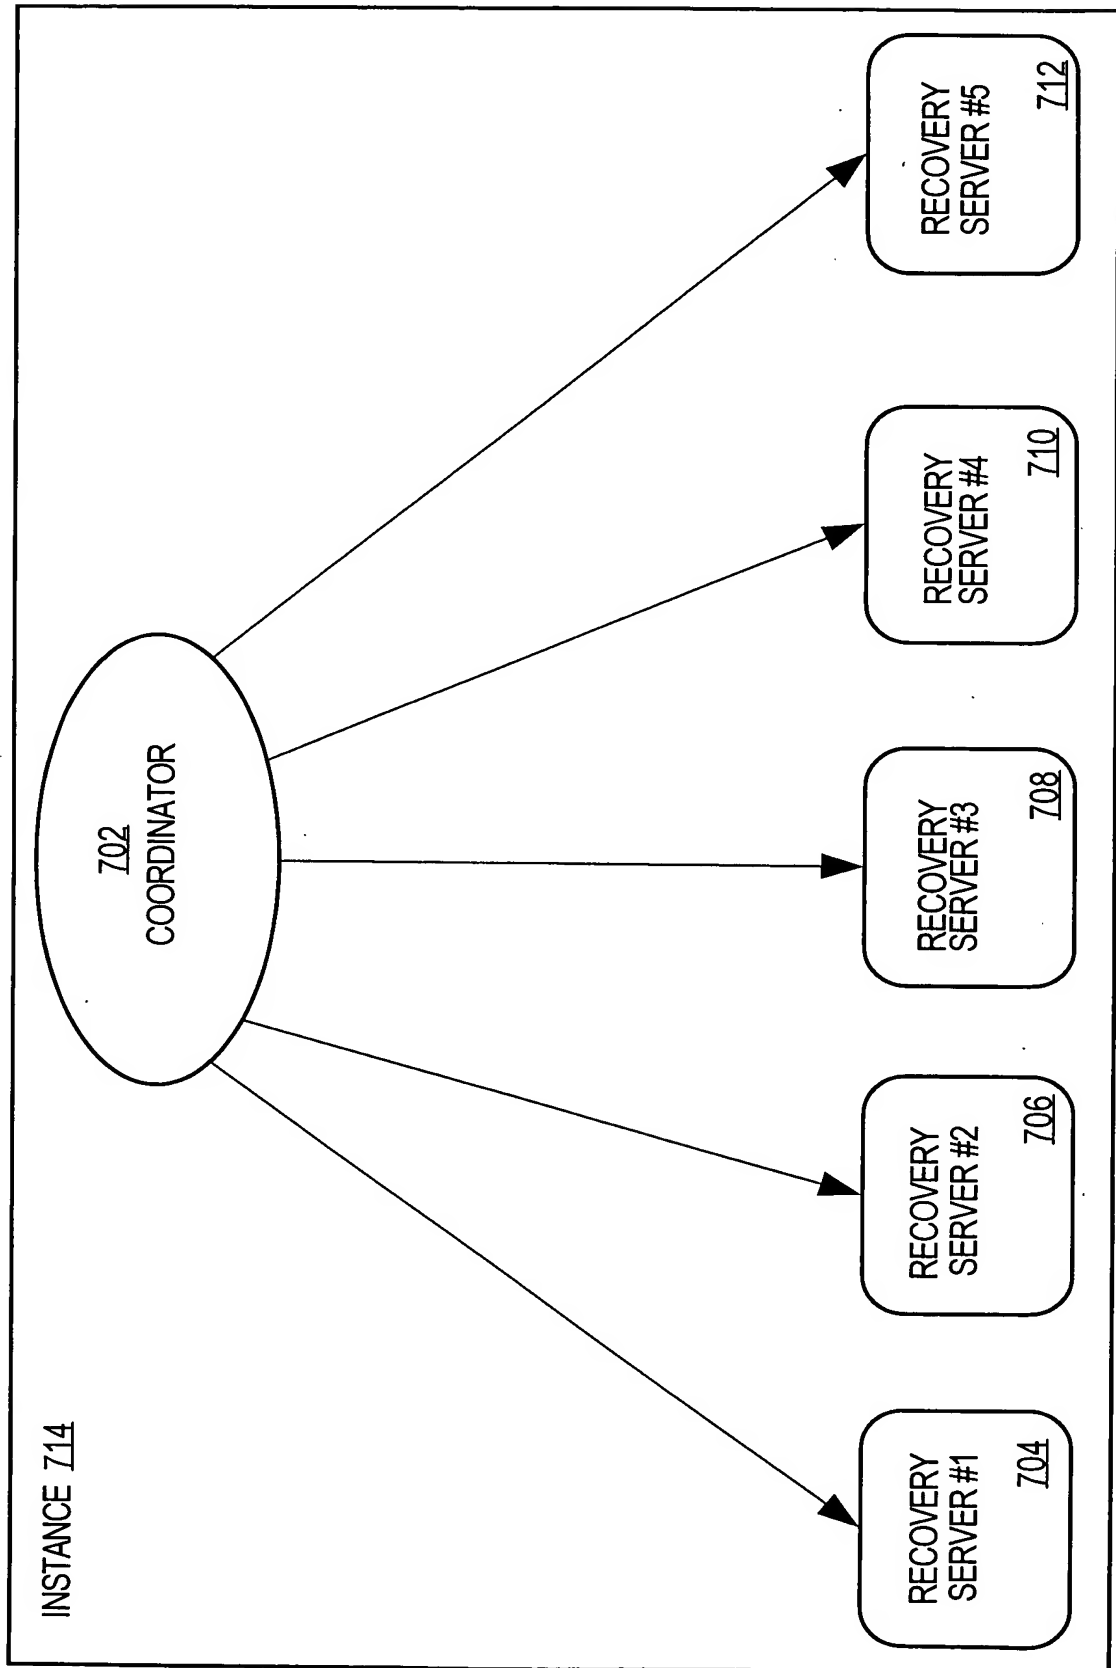 INSTANCE 714
702
COORDINATOR
RECOVERY
SERVER #1
704
RECOVERY
SERVER #2
706
RECOVERY
SERVER #3
708
RECOVERY
SERVER #4
710
RECOVERY
SERVER #5
712